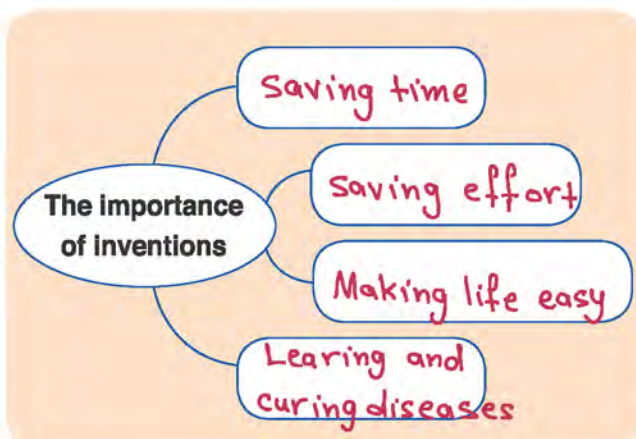 Saving time
The importance
of inventions
saving effort
Making life easy
Learing and
curing diseases